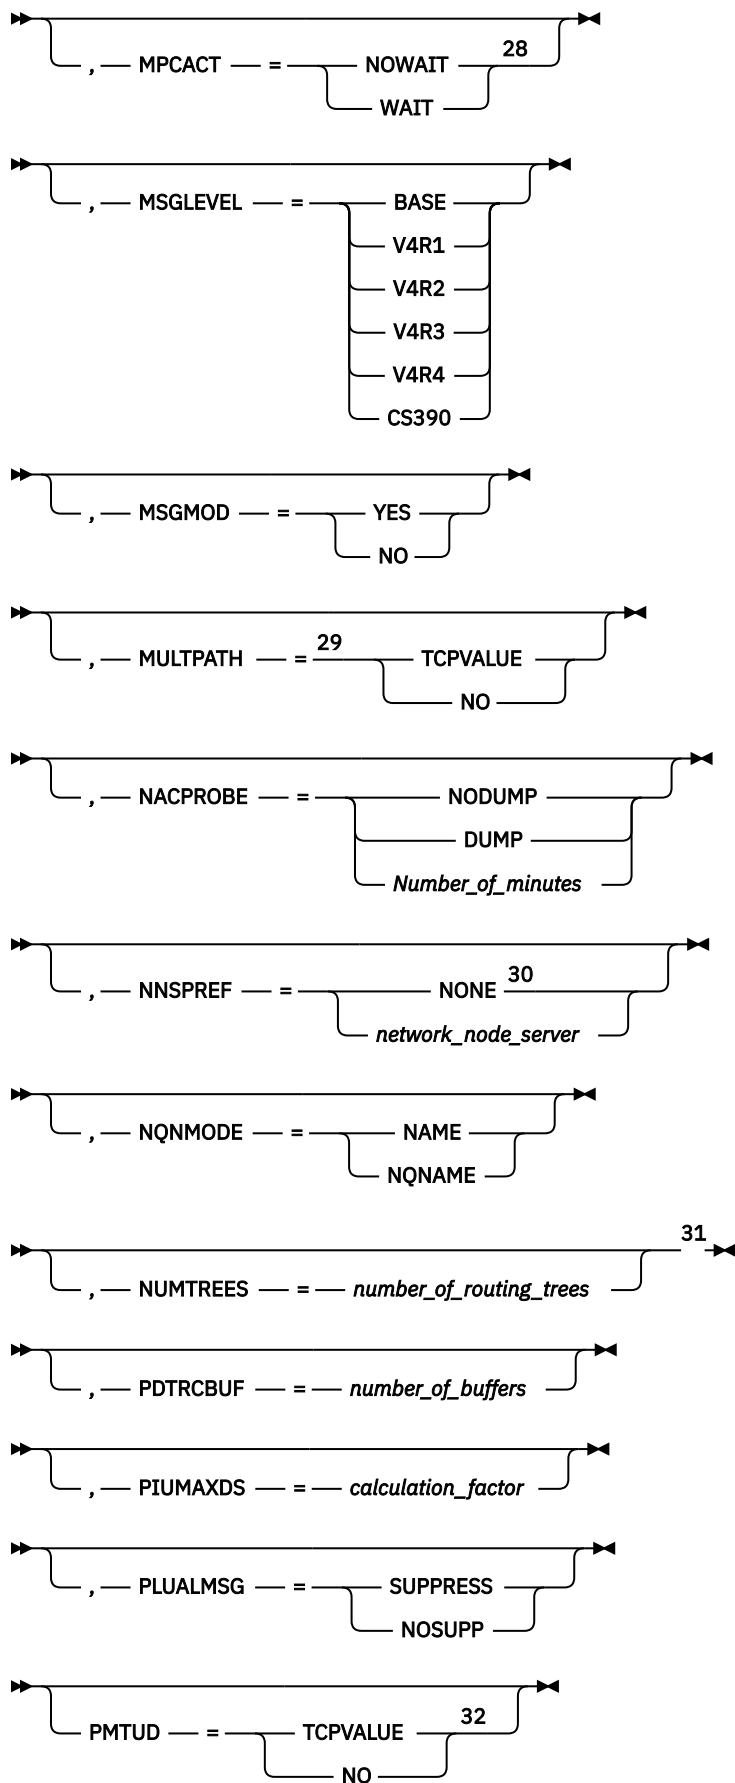 28
, MPCACT = NOWAIT
WAIT
, MSGLEVEL = BASE
V4R1
V4R2
V4R3
V4R4
CS390
, MSGMOD = YES
NO
29
, MULTPATH = TCPVALUE
NO
, NACPROBE = NODUMP
DUMP
Number_of_minutes
30
, NNSPREF = NONE
network_node_server
, NQNMODE = NAME
NQNAME
31
, NUMTREES = number_of_routing_trees
, PDTRCBUF = number_of_buffers
, PIUMAXDS = calculation_factor
, PLUALMSG = SUPPRESS
NOSUPP
32
PMTUD = TCPVALUE
NO